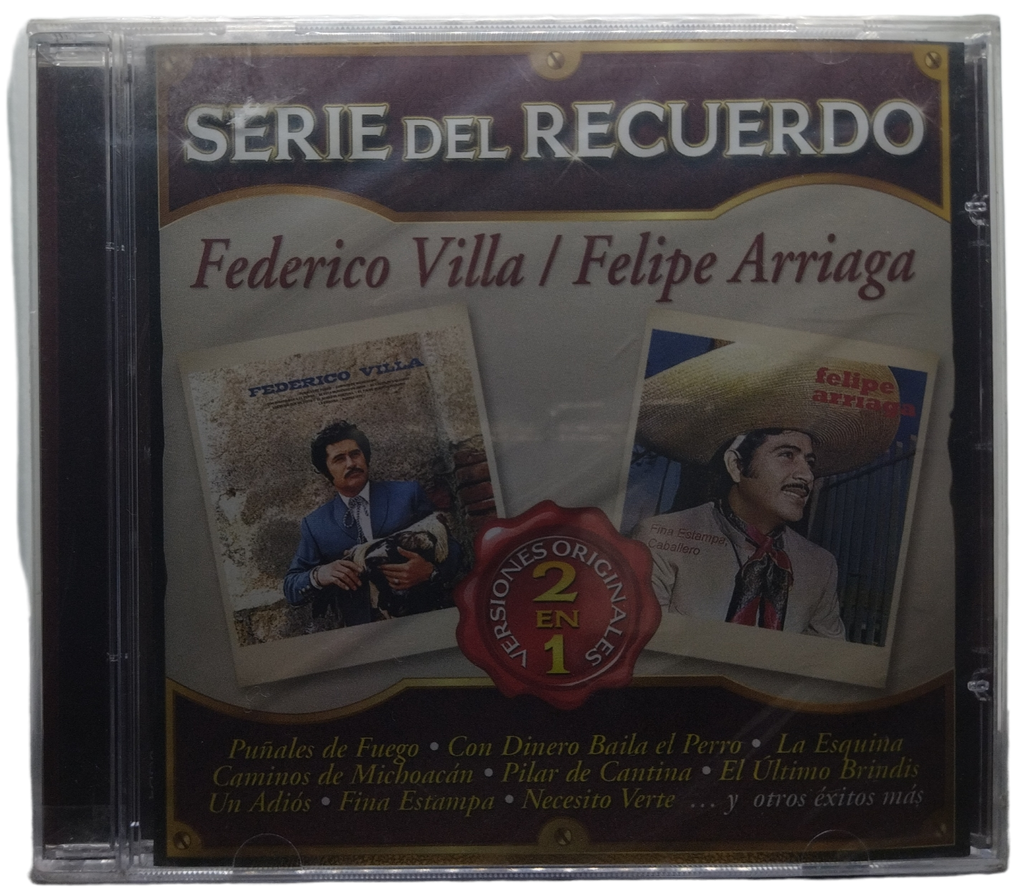 SERIE DEL RECUERDO
Federico Villa / Felipe Arriaga
FEDERICO VILLA
felipe
arriaga
Fina Estampa,
Caballero
VERSIONES ORIGINALES
2
EN
1
Puñales de Fuego • Con Dinero Baila el Perro • La Esquina
Caminos de Michoacán • Pilar de Cantina • El Último Brindis
Un Adiós • Fina Estampa • Necesito Verte ... y otros éxitos más